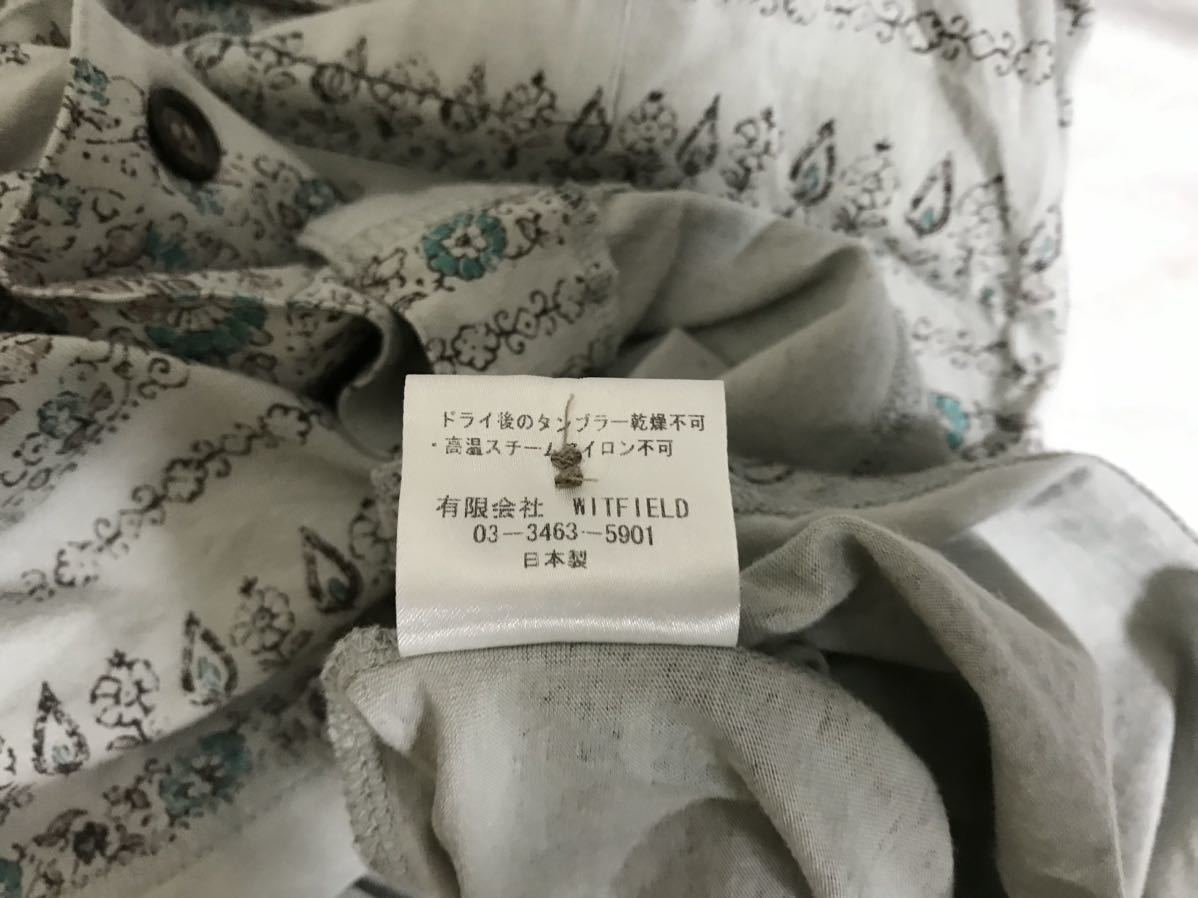 ドライ後のタンブラー乾燥不可
・高温スチームアイロン不可
有限会社 WITFIELD
03-3463-5901
日本製